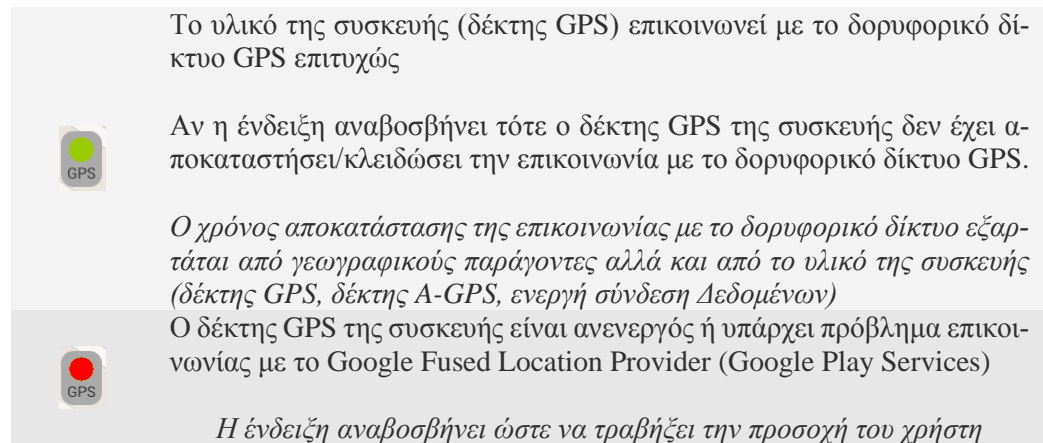 Το υλικό της συσκευής (δέκτης GPS) επικοινωνεί με το δορυφορικό δί-
κτυο GPS επιτυχώς
Αν η ένδειξη αναβοσβήνει τότε ο δέκτης GPS της συσκευής δεν έχει α-
ποκαταστήσει/κλειδώσει την επικοινωνία με το δορυφορικό δίκτυο GPS.
GPS
Ο χρόνος αποκατάστασης της επικοινωνίας με το δορυφορικό δίκτυο εξαρ-
τάται από γεωγραφικούς παράγοντες αλλά και από το υλικό της συσκευής
(δέκτης GPS, δέκτης A-GPS, ενεργή σύνδεση Δεδομένων)
Ο δέκτης GPS της συσκευής είναι ανενεργός ή υπάρχει πρόβλημα επικοι-
νωνίας με το Google Fused Location Provider (Google Play Services)
GPS
Η ένδειξη αναβοσβήνει ώστε να τραβήξει την προσοχή του χρήστη